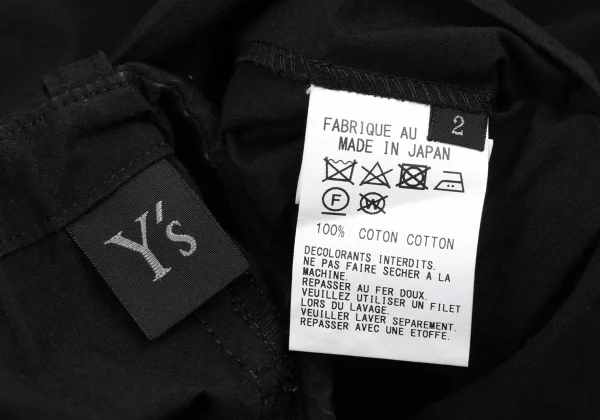 Y's
2
FABRIQUE AU
MADE IN JAPAN
F
W
100% COTON COTTON
DECOLORANTS INTERDITS.
NE PAS FAIRE SECHER A LA
MACHINE.
REPASSER AU FER DOUX.
VEUILLEZ UTILISER UN FILET
LORS DU LAVAGE.
VEUILLER LAVER SEPAREMENT.
REPASSER AVEC UNE ETOFFE.